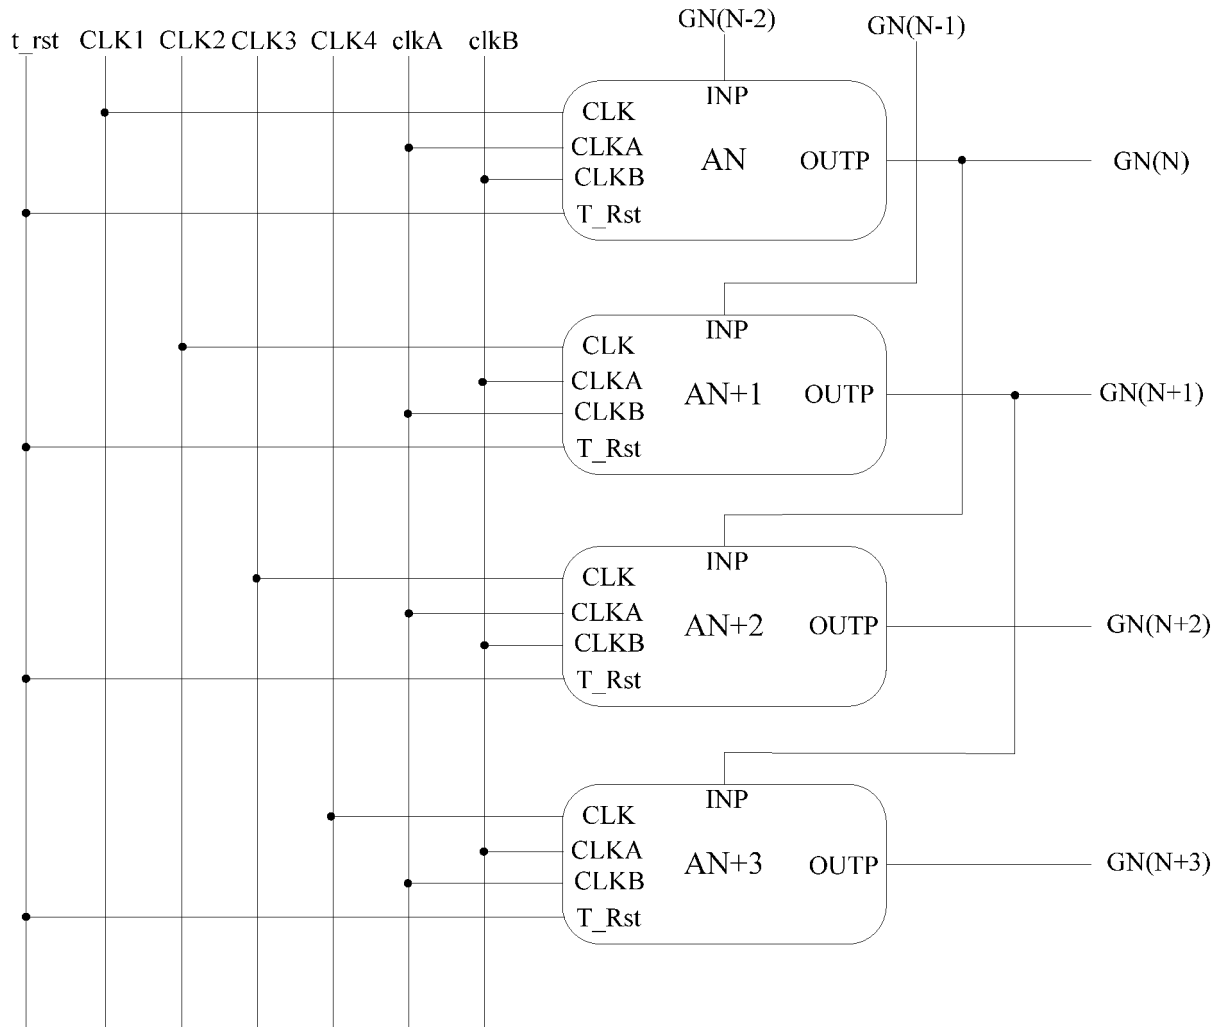 GN(N-2)
GN(N-1)
t_rst CLK1 CLK2 CLK3 CLK4 clkA clkB
INP
CLK
CLKA
AN
OUTP
GN(N)
CLKB
T_Rst
INP
CLK
CLKA
AN+1
OUTP
GN(N+1)
CLKB
T_Rst
INP
CLK
CLKA
AN+2
OUTP
GN(N+2)
CLKB
T_Rst
INP
CLK
CLKA
AN+3
OUTP
GN(N+3)
CLKB
T_Rst